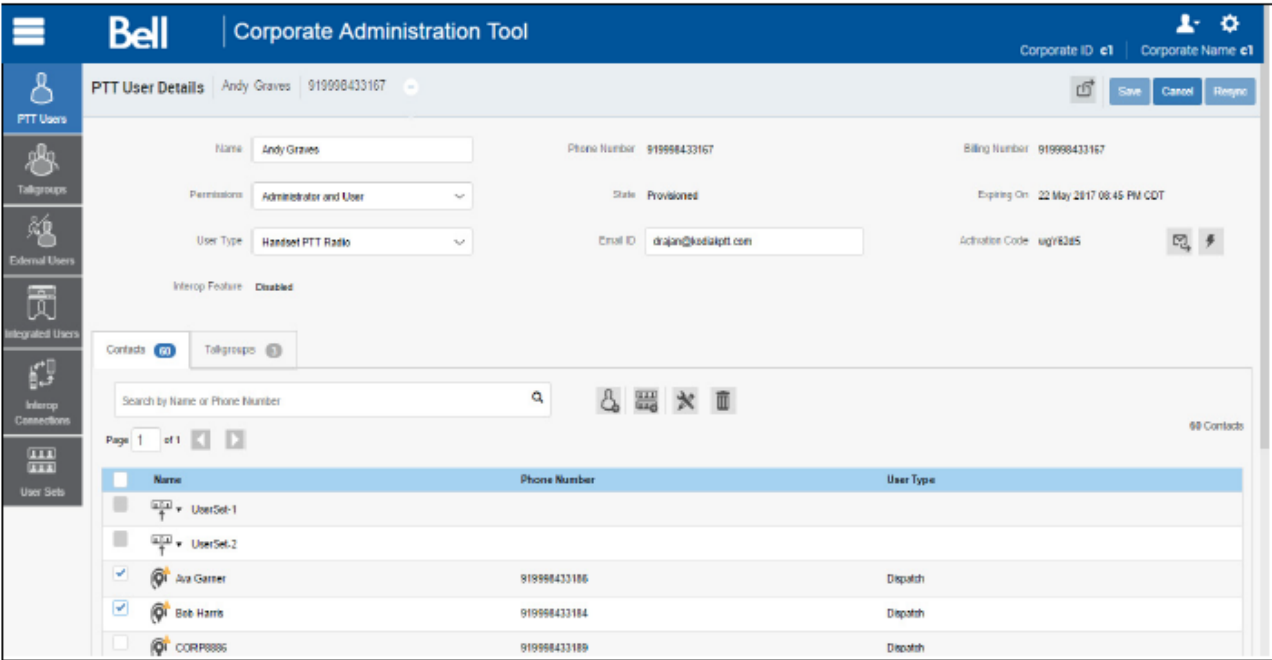 Bell Corporate Administration Tool
Corporate ID c1 Corporate Name c1
PTT Users
PTT User Details Andy Graves 919998433167 Save Cancel Resync
Name Andy Graves Phone Number 919998433167 Billing Number 919998433167
Talkgroups
Permissions Administrator and User State Provisioned Expiring On 22 May 2017 08:45 PM CDT
User Type Handset PTT Radio Email ID drajan@kodiakptt.com Activation Code
External Users
Interop Feature Disabled
Integrated Users
Contacts 60 Talkgroups 3
Search by Name or Phone Number
Interop
Connections
60 Contacts
Page 1 of 1
User Sets
Name Phone Number User Type
UserSet-1
UserSet-2
Ava Garner 919998433186 Dispatch
Bob Harris 919998433184 Dispatch
CORP8886 919998433189 Dispatch